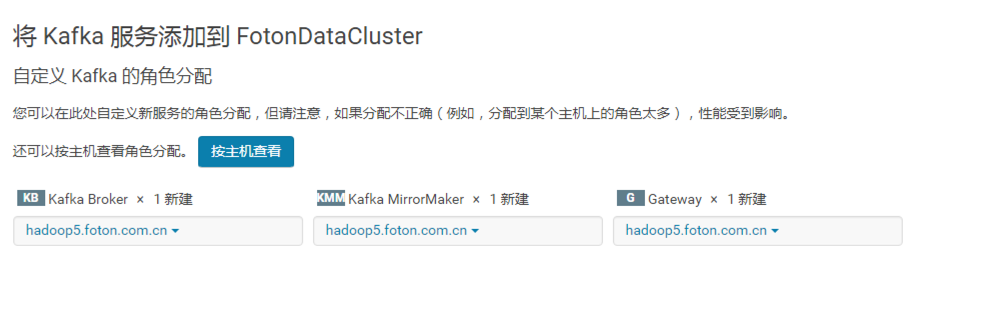 将 Kafka 服务添加到 FotonDataCluster
自定义 Kafka 的角色分配
您可以在此处自定义新服务的角色分配，但请注意，如果分配不正确（例如，分配到某个主机上的角色太多），性能受到影响。
还可以按主机查看角色分配。 按主机查看
KB Kafka Broker × 1 新建 KMM Kafka MirrorMaker × 1 新建 G Gateway × 1 新建
hadoop5.foton.com.cn hadoop5.foton.com.cn hadoop5.foton.com.cn